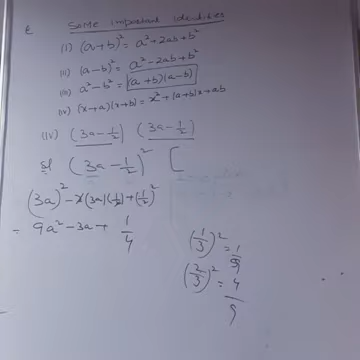 Some important identities
(i) (a+b)² = a²+2ab+b²
(ii) (a-b)² = a²-2ab+b²
(iii) a²-b² = (a+b)(a-b)
(iv) (x+a)(x+b) = x²+(a+b)x+ab
(iv) (3a-1/2) (3a-1/2)
(3a-1/2)² [
(3a)²-2(3a)(1/2)+(1/2)²
= 9a²-3a+1/4
(1/3)² = 1/9
(2/3)² = 4/9